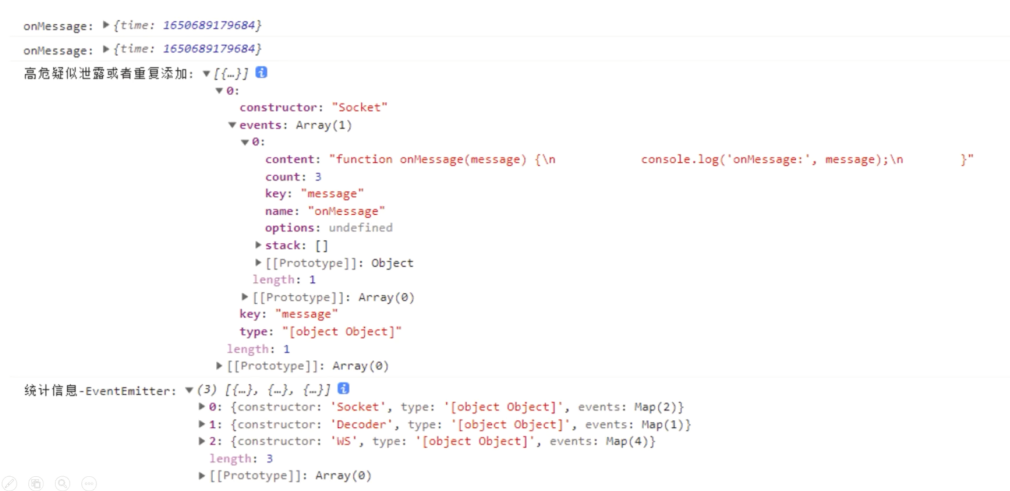 onMessage: ▶{time: 1650689179684}
onMessage: ▶{time: 1650689179684}
高危疑似泄露或者重复添加: ▼[{…}] i
▼0:
constructor: "Socket"
▼events: Array(1)
▼0:
content: "function onMessage(message) {\n            console.log('onMessage:', message);\n        }"
count: 3
key: "message"
name: "onMessage"
options: undefined
▶stack: []
▶[[Prototype]]: Object
length: 1
▶[[Prototype]]: Array(0)
key: "message"
type: "[object Object]"
length: 1
▶[[Prototype]]: Array(0)
统计信息-EventEmitter: ▼(3) [{…}, {…}, {…}] i
▶0: {constructor: 'Socket', type: '[object Object]', events: Map(2)}
▶1: {constructor: 'Decoder', type: '[object Object]', events: Map(1)}
▶2: {constructor: 'WS', type: '[object Object]', events: Map(4)}
length: 3
▶[[Prototype]]: Array(0)